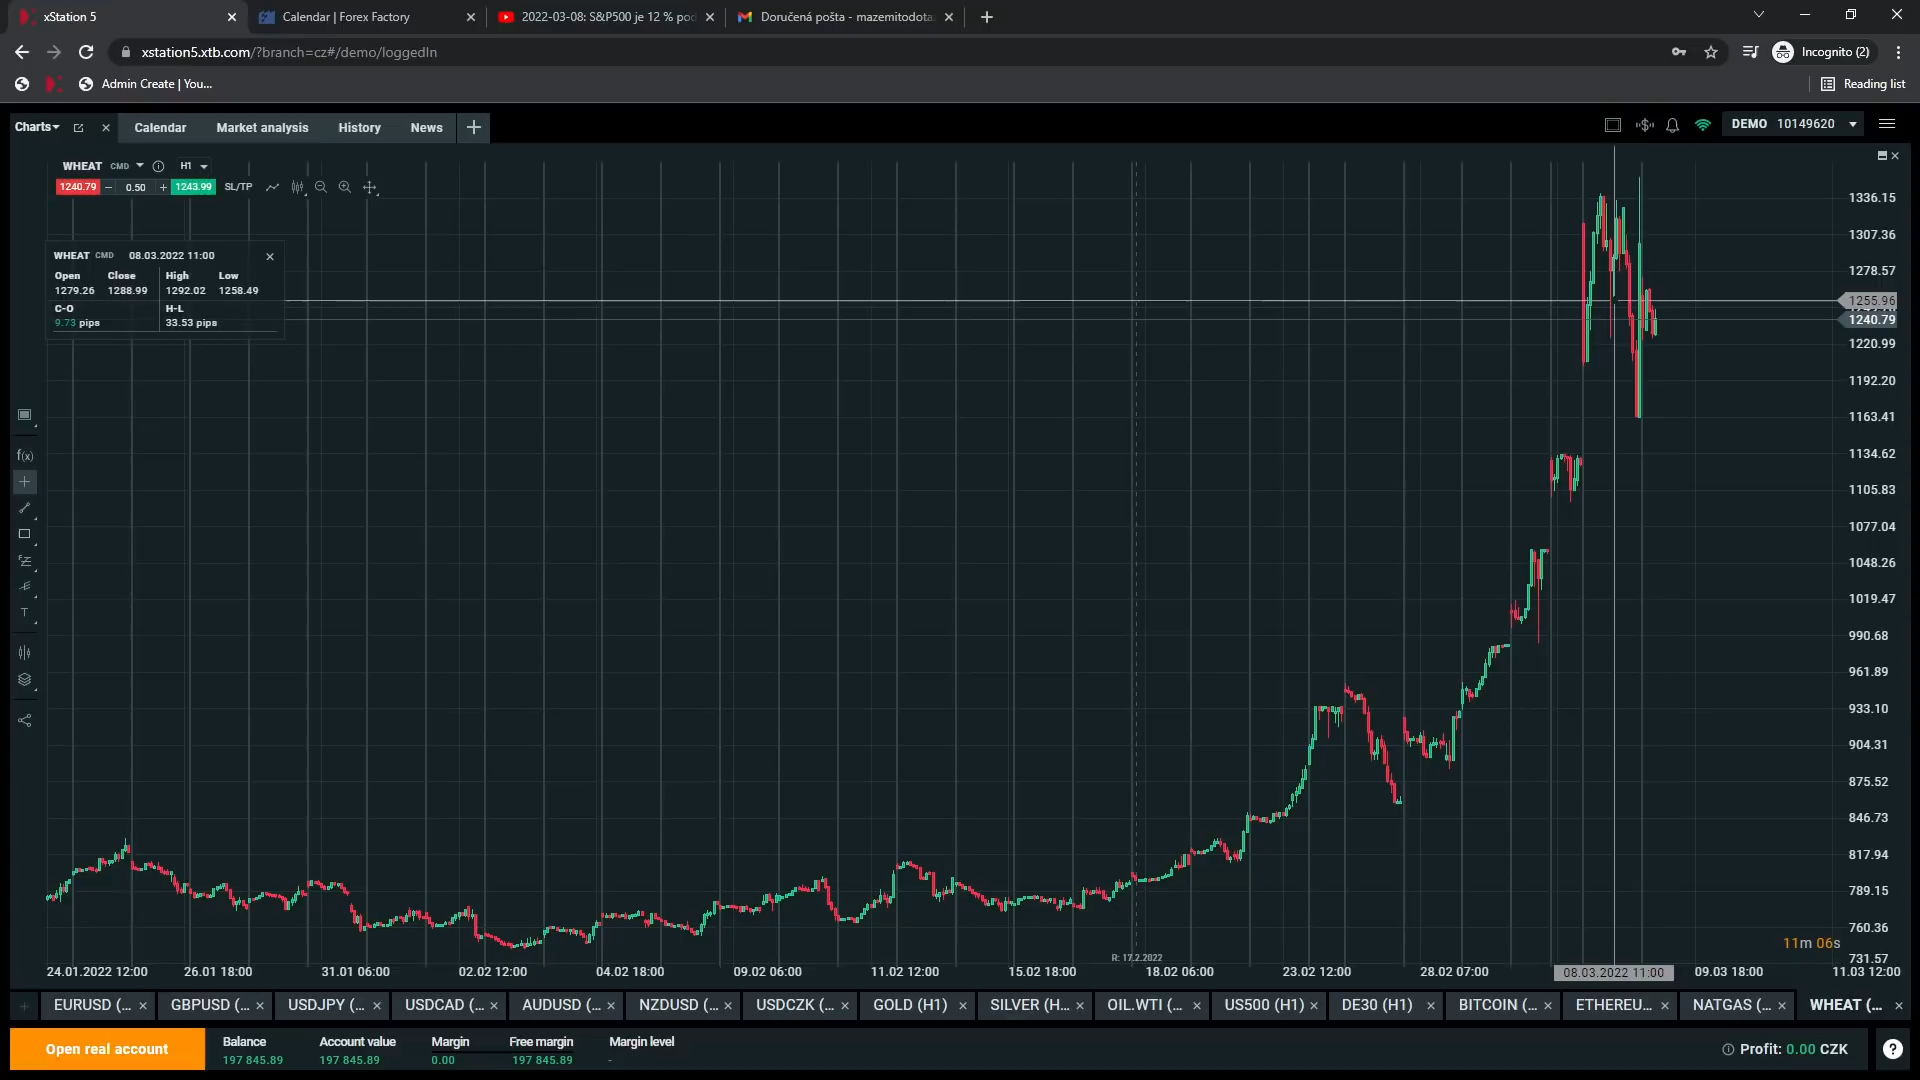 xStation 5
Calendar | Forex Factory
2022-03-08: S&P500 je 12 % pod
Doručená pošta - mazemitodota
xstation5.xtb.com/?branch=cz#/demo/loggedIn
Incognito (2)
Admin Create | You...
Reading list
Charts
Calendar
Market analysis
History
News
DEMO 10149620
WHEAT CMD
H1
1240.79
0.50
1243.99
SL/TP
WHEAT CMD 08.03.2022 11:00
Open Close High Low
1279.26 1288.99 1292.02 1258.49
C-O H-L
9.73 pips 33.53 pips
1336.15
1307.36
1278.57
1255.96
1240.79
1220.99
1192.20
1163.41
1134.62
1105.83
1077.04
1048.26
1019.47
990.68
961.89
933.10
904.31
875.52
846.73
817.94
789.15
760.36
731.57
f(x)
T
11m 06s
R: 17.2.2022
24.01.2022 12:00
26.01 18:00
31.01 06:00
02.02 12:00
04.02 18:00
09.02 06:00
11.02 12:00
15.02 18:00
18.02 06:00
23.02 12:00
28.02 07:00
08.03.2022 11:00
09.03 18:00
11.03 12:00
EURUSD (...
GBPUSD (...
USDJPY (...
USDCAD (...
AUDUSD (...
NZDUSD (...
USDCZK (...
GOLD (H1)
SILVER (H...
OIL.WTI (...
US500 (H1)
DE30 (H1)
BITCOIN (...
ETHEREU...
NATGAS (...
WHEAT (...
Open real account
Balance
197 845.89
Account value
197 845.89
Margin
0.00
Free margin
197 845.89
Margin level
-
Profit: 0.00 CZK